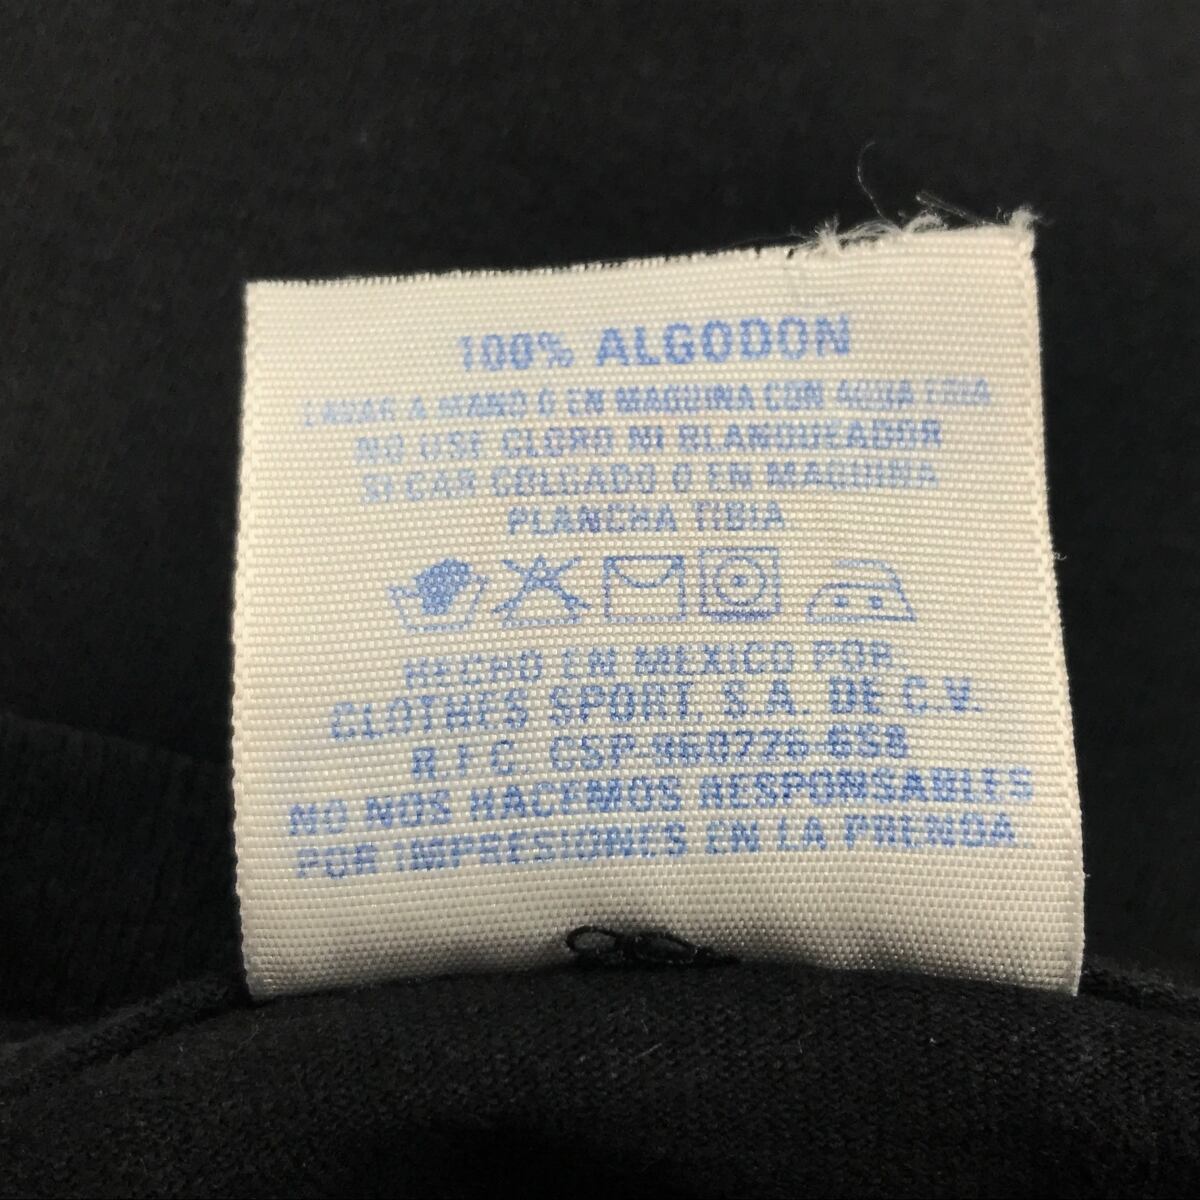 100% ALGODON
LAVAR A MANO O EN MAQUINA CON AGUA TIBIA
NO USE CLORO NI BLANQUEADOR
SECAR COLGADO O EN MAQUINA
PLANCHA TIBIA
HECHO EN MEXICO POR.
CLOTHES SPORT, S.A. DE C.V.
R.F.C. CSP-960726-6S8
NO NOS HACEMOS RESPONSABLES
POR IMPRESIONES EN LA PRENDA.